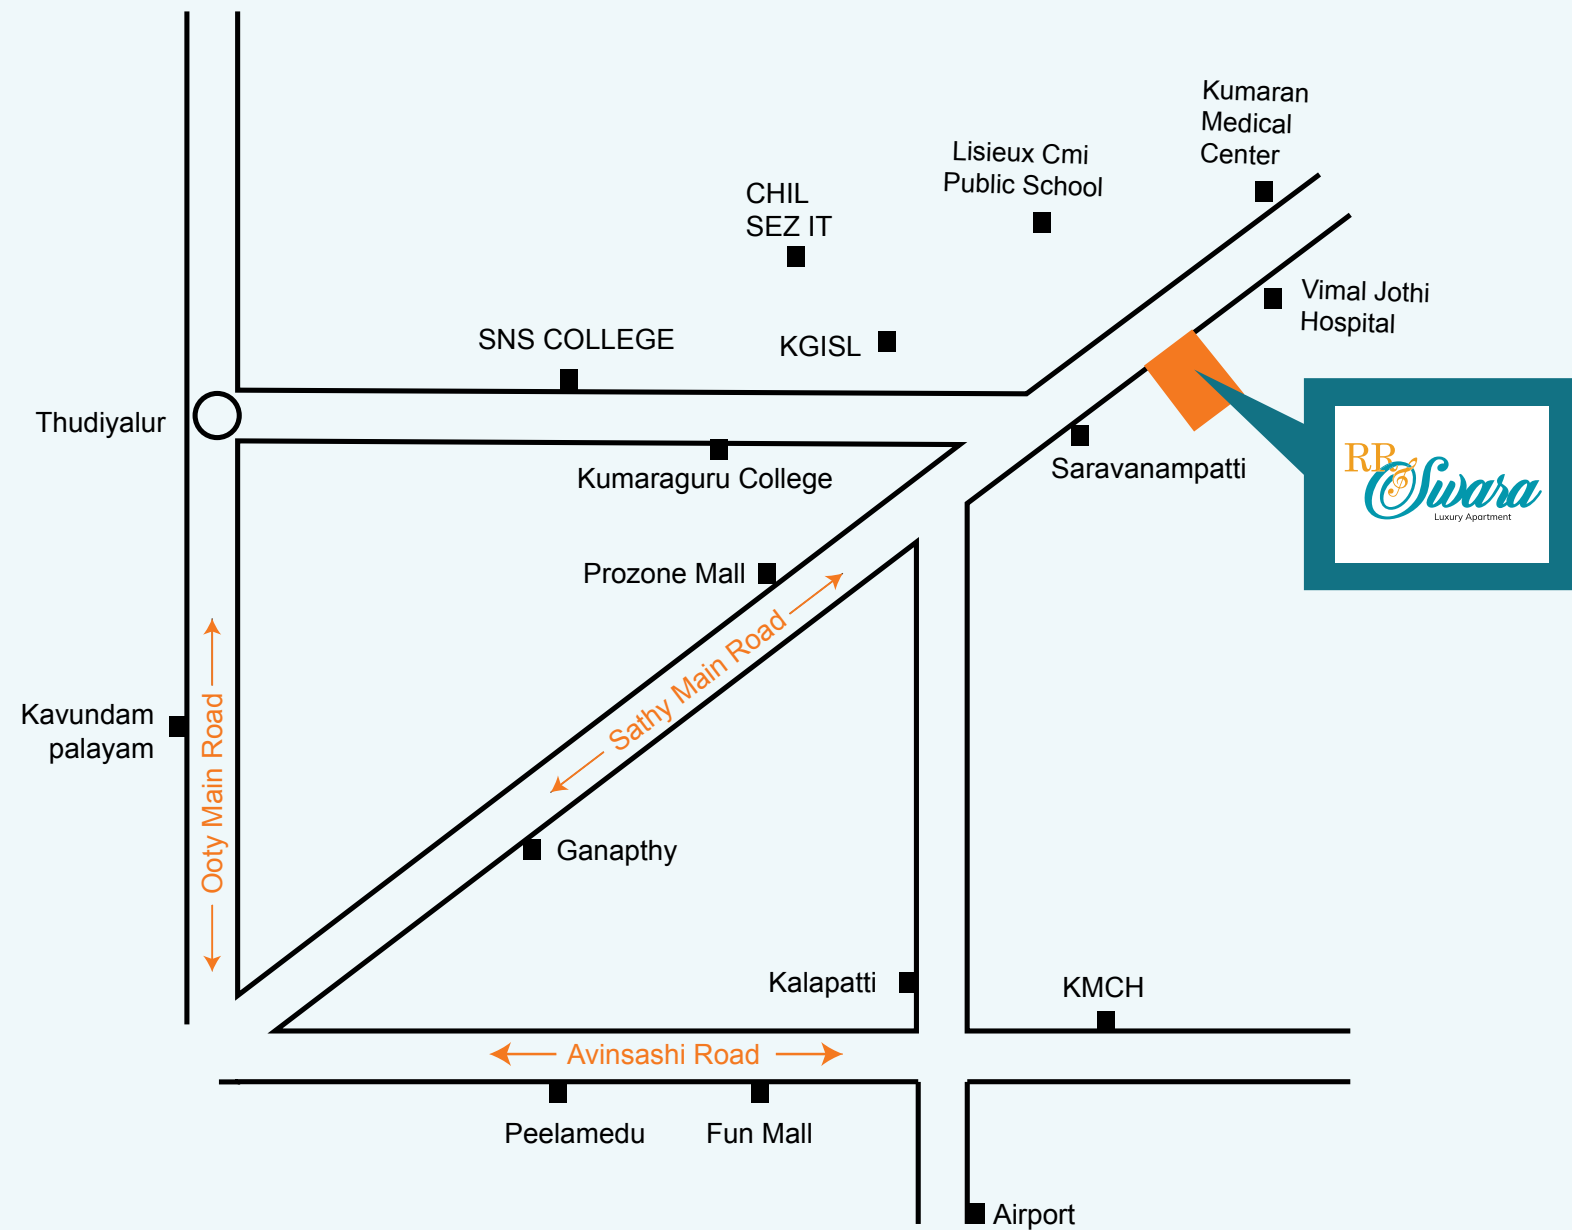 Kumaran
Medical
Center
Lisieux Cmi
Public School
CHIL
SEZ IT
Vimal Jothi
Hospital
SNS COLLEGE
KGISL
Thudiyalur
Kumaraguru College
Saravanampatti
RR
Swara
Luxury Apartment
Prozone Mall
Sathy Main Road
Kavundam
palayam
Ooty Main Road
Ganapthy
Kalapatti
KMCH
Avinsashi Road
Peelamedu
Fun Mall
Airport